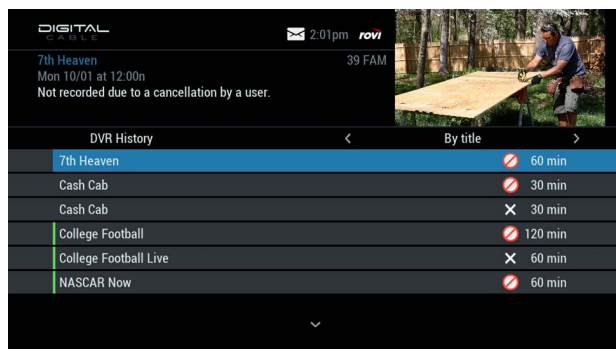 DIGITAL
CABLE
2:01pm rovi
7th Heaven 39 FAM
Mon 10/01 at 12:00n
Not recorded due to a cancellation by a user.
DVR History By title
7th Heaven 60 min
Cash Cab 30 min
Cash Cab 30 min
College Football 120 min
College Football Live 60 min
NASCAR Now 60 min